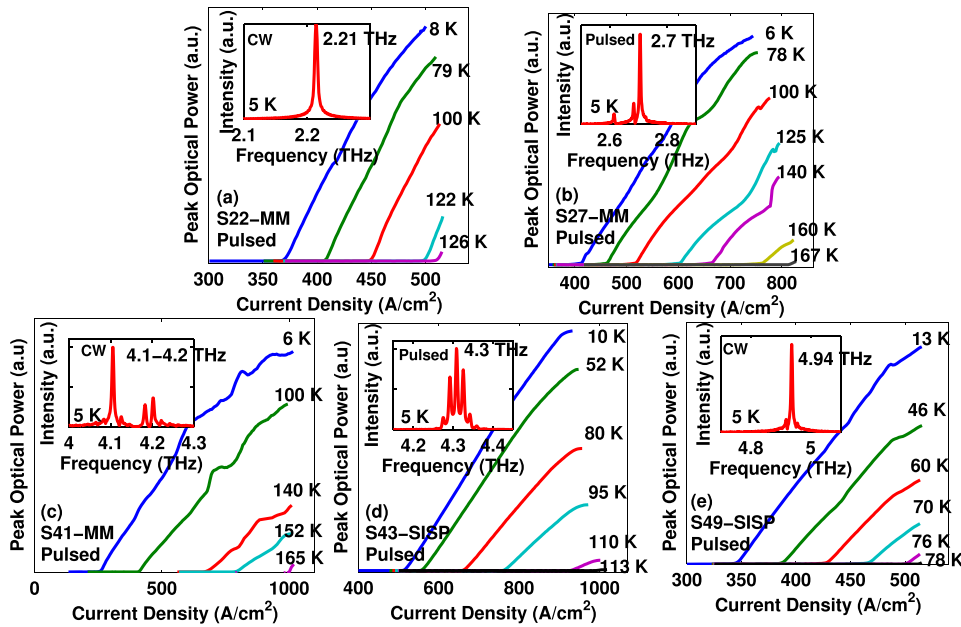 Peak Optical Power (a.u.)
Intensity (a.u.)
CW
2.21 THz
5 K
2.1
2.2
Frequency (THz)
8 K
79 K
100 K
122 K
126 K
(a)
S22−MM
Pulsed
300
350
400
450
500
Current Density (A/cm²)
Peak Optical Power (a.u.)
Intensity (a.u.)
Pulsed
2.7 THz
5 K
2.6
2.8
Frequency (THz)
6 K
78 K
100 K
125 K
140 K
160 K
167 K
(b)
S27−MM
Pulsed
400
500
600
700
800
Current Density (A/cm²)
Peak Optical Power (a.u)
Intensity (a.u.)
CW
4.1−4.2 THz
5 K
4
4.1
4.2
4.3
Frequency (THz)
6 K
100 K
140 K
152 K
165 K
(c)
S41−MM
Pulsed
0
500
1000
Current Density (A/cm²)
Peak Optical Power (a.u)
Intensity (a.u.)
Pulsed
4.3 THz
5 K
4.2
4.3
4.4
Frequency (THz)
10 K
52 K
80 K
95 K
110 K
113 K
(d)
S43−SISP
Pulsed
400
600
800
1000
Current Density (A/cm²)
Peak Optical Power (a.u.)
Intensity (a.u.)
CW
4.94 THz
5 K
4.8
5
Frequency (THz)
13 K
46 K
60 K
70 K
76 K
78 K
(e)
S49−SISP
Pulsed
300
350
400
450
500
Current Density (A/cm²)